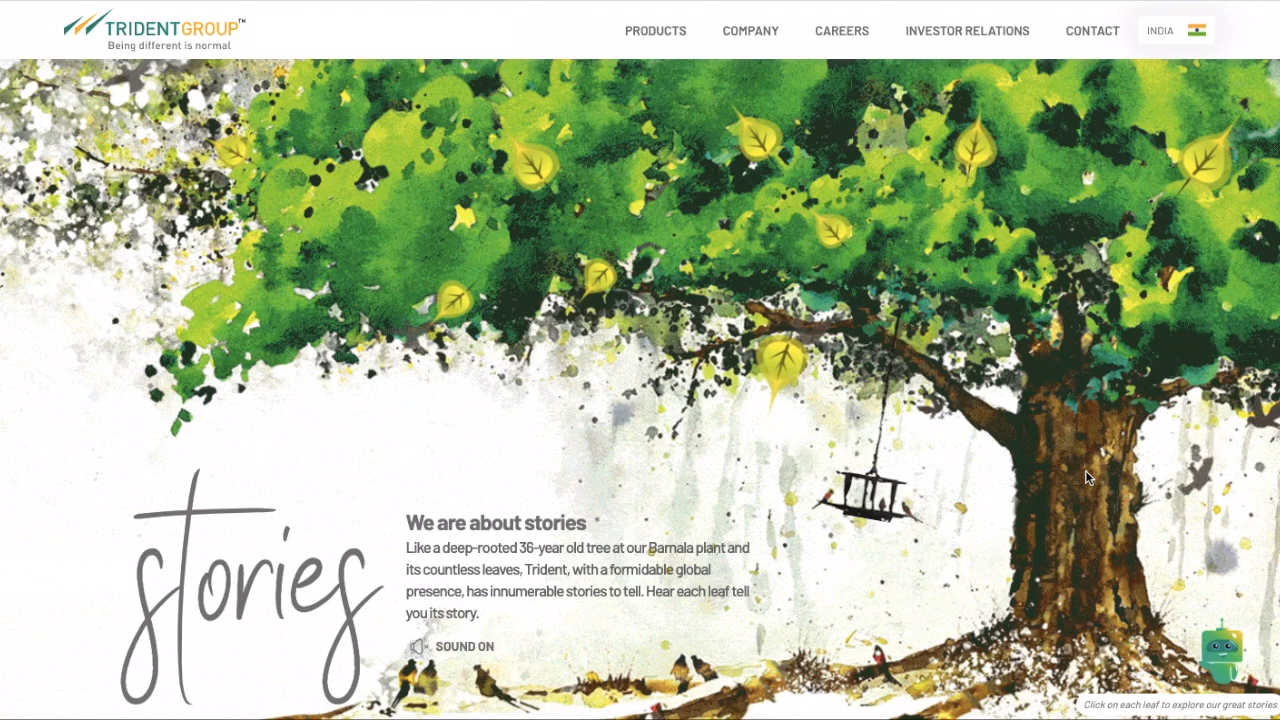 TRIDENTGROUP™
Being different is normal
PRODUCTS
COMPANY
CAREERS
INVESTOR RELATIONS
CONTACT
INDIA
stories
We are about stories
Like a deep-rooted 36-year old tree at our Barnala plant and
its countless leaves, Trident, with a formidable global
presence, has innumerable stories to tell. Hear each leaf tell
you its story.
SOUND ON
Click on each leaf to explore our great stories